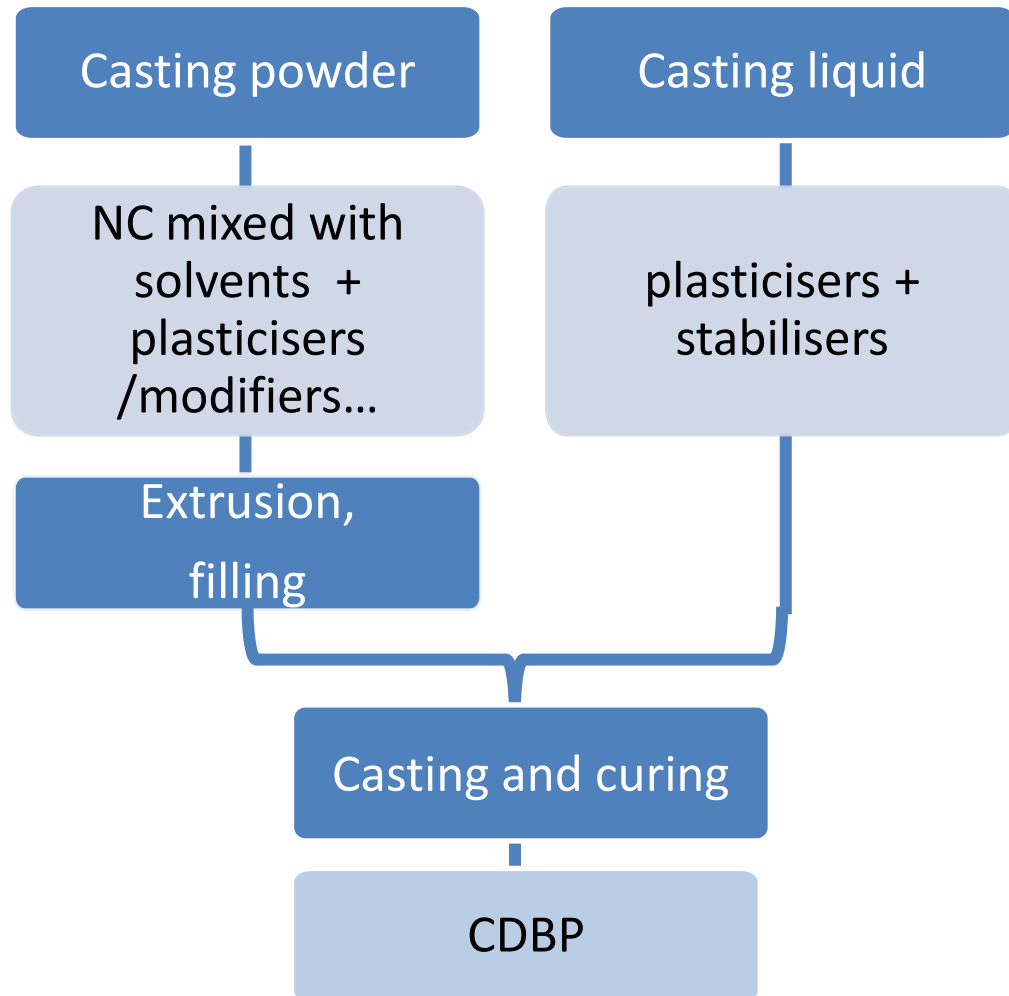 Casting powder
Casting liquid
NC mixed with
solvents +
plasticisers
/modifiers…
plasticisers +
stabilisers
Extrusion,
filling
Casting and curing
CDBP